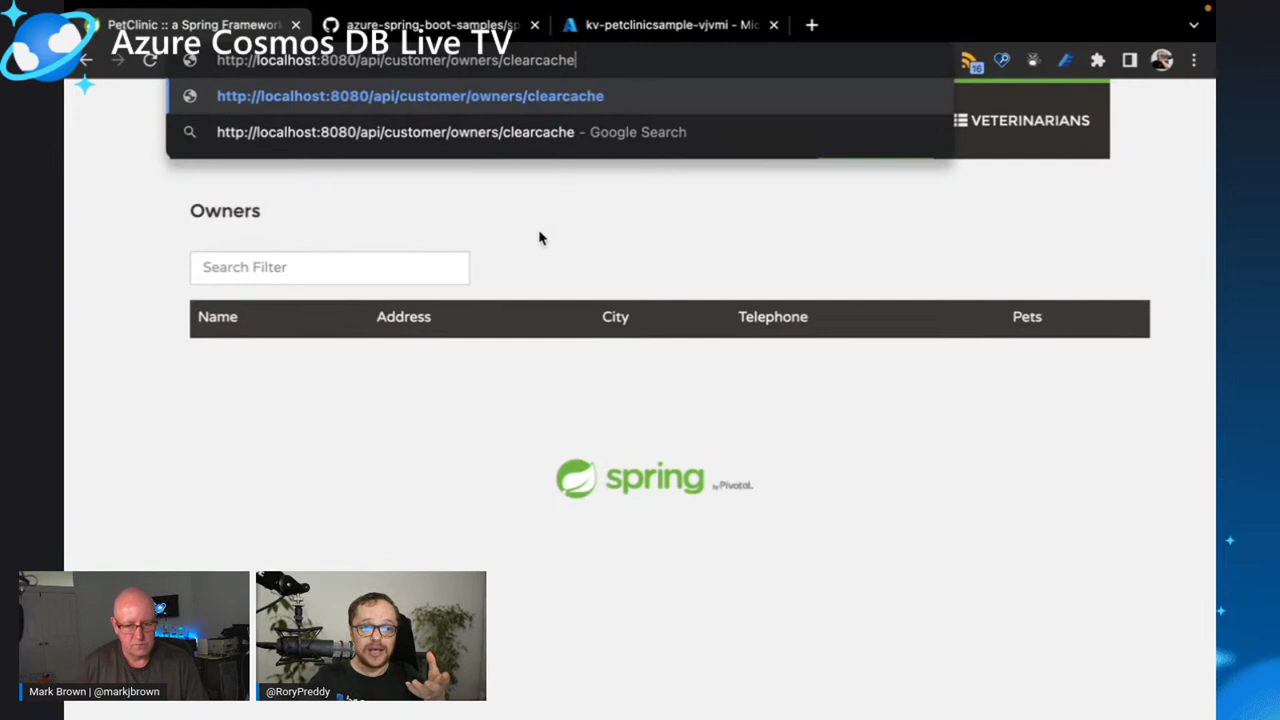 PetClinic :: a Spring Framework
azure-spring-boot-samples/sp
kv-petclinicsample-vjvmi - Mic
Azure Cosmos DB Live TV
http://localhost:8080/api/customer/owners/clearcache
16
http://localhost:8080/api/customer/owners/clearcache
http://localhost:8080/api/customer/owners/clearcache - Google Search
VETERINARIANS
Owners
Search Filter
Name Address City Telephone Pets
spring by Pivotal.
Mark Brown | @markjbrown
@RoryPreddy